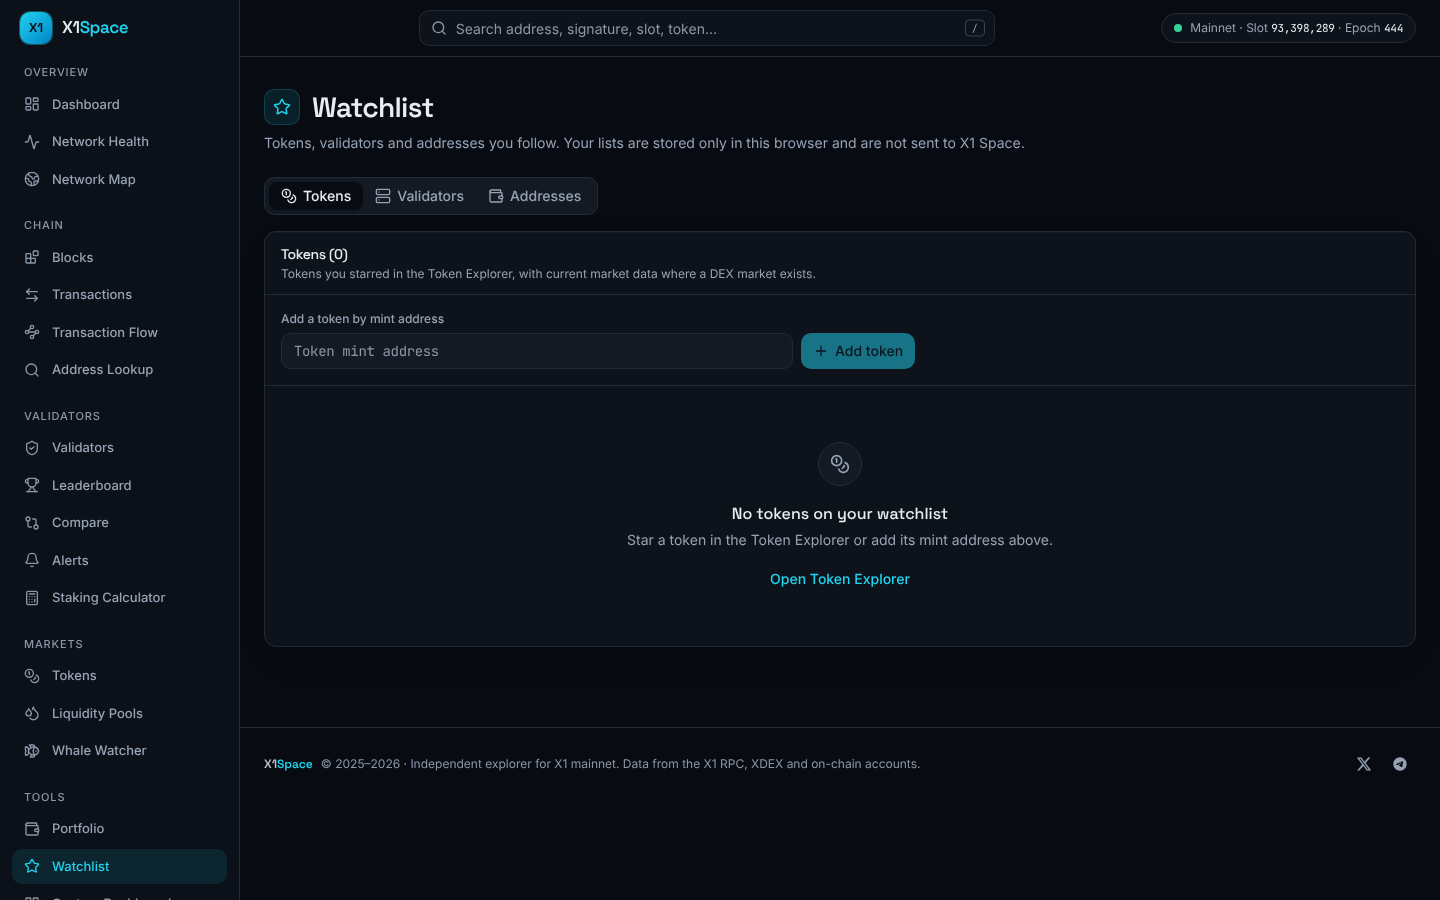 X1 X1Space
OVERVIEW
Dashboard
Network Health
Network Map
CHAIN
Blocks
Transactions
Transaction Flow
Address Lookup
VALIDATORS
Validators
Leaderboard
Compare
Alerts
Staking Calculator
MARKETS
Tokens
Liquidity Pools
Whale Watcher
TOOLS
Portfolio
Watchlist
Search address, signature, slot, token... /
Mainnet · Slot 93,398,289 · Epoch 444
Watchlist
Tokens, validators and addresses you follow. Your lists are stored only in this browser and are not sent to X1 Space.
Tokens Validators Addresses
Tokens (0)
Tokens you starred in the Token Explorer, with current market data where a DEX market exists.
Add a token by mint address
Token mint address + Add token
No tokens on your watchlist
Star a token in the Token Explorer or add its mint address above.
Open Token Explorer
X1Space © 2025–2026 · Independent explorer for X1 mainnet. Data from the X1 RPC, XDEX and on-chain accounts.